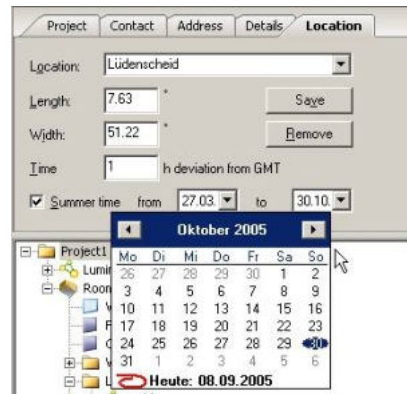 Project Contact Address Details Location
Location: Lüdenscheid
Length: 7.63 °
Save
Width: 51.22 °
Remove
Time 1 h deviation from GMT
Summer time from 27.03. to 30.10.
Oktober 2005
Project1
Mo Di Mi Do Fr Sa So
26 27 28 29 30 1 2
Lumin
3 4 5 6 7 8 9
Roon
10 11 12 13 14 15 16
17 18 19 20 21 22 23
24 25 26 27 28 29 30
31 1 2 3 4 5 6
Heute: 08.09.2005